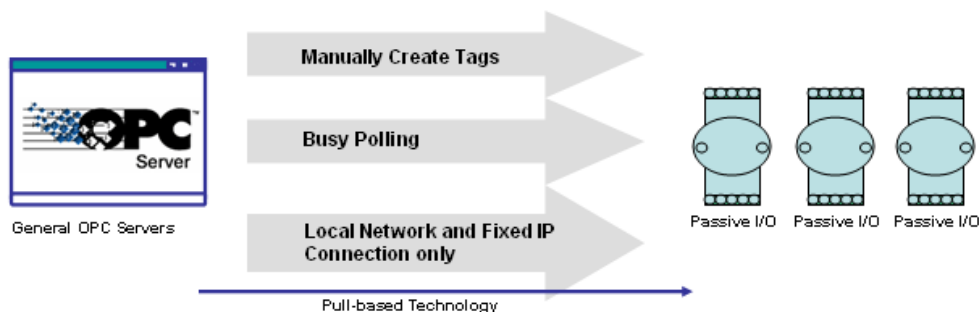 Manually Create Tags
OPC™
Server
Busy Polling
General OPC Servers
Local Network and Fixed IP
Connection only
Passive I/O Passive I/O Passive I/O
Pull-based Technology